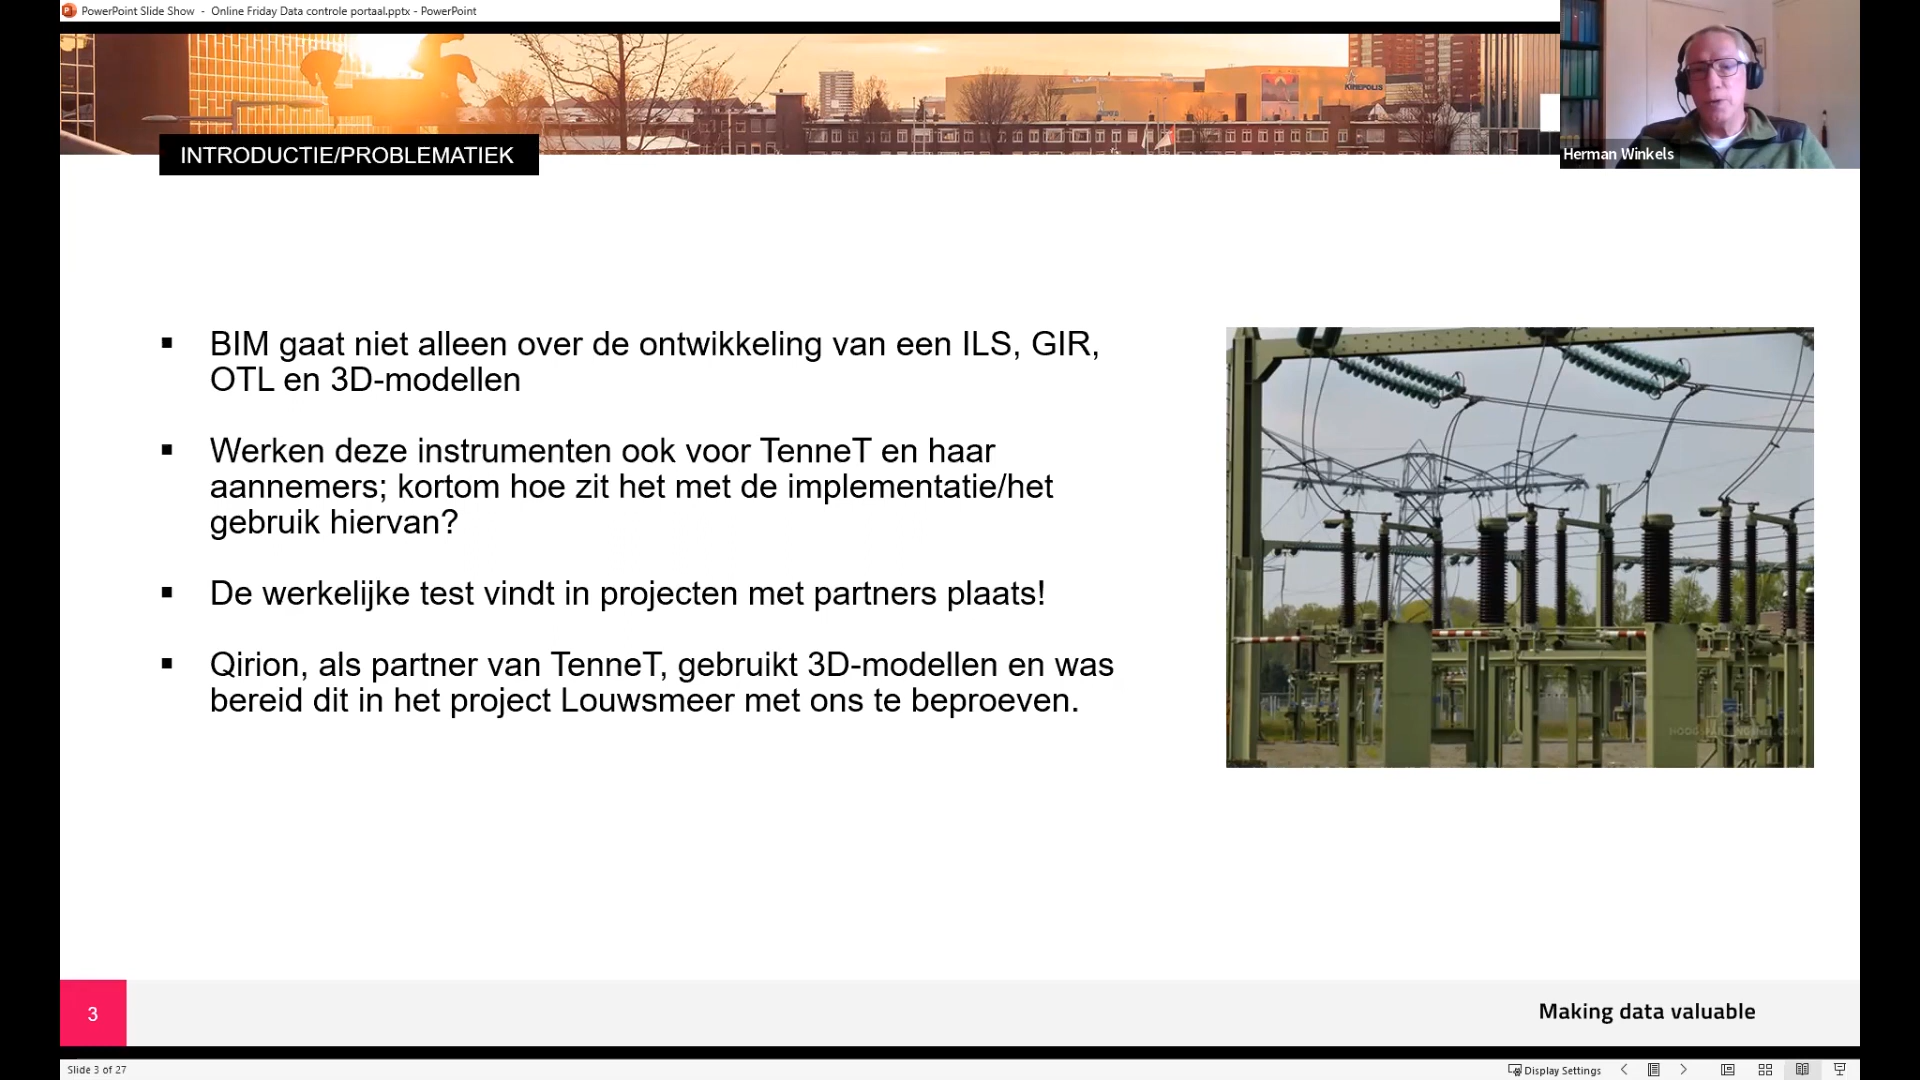 PowerPoint Slide Show - Online Friday Data controle portaal.pptx - PowerPoint
KINEPOLIS
Herman Winkels
INTRODUCTIE/PROBLEMATIEK
▪ BIM gaat niet alleen over de ontwikkeling van een ILS, GIR,
OTL en 3D-modellen
▪ Werken deze instrumenten ook voor TenneT en haar
aannemers; kortom hoe zit het met de implementatie/het
gebruik hiervan?
▪ De werkelijke test vindt in projecten met partners plaats!
▪ Qirion, als partner van TenneT, gebruikt 3D-modellen en was
bereid dit in het project Louwsmeer met ons te beproeven.
3
Making data valuable
Slide 3 of 27
Display Settings